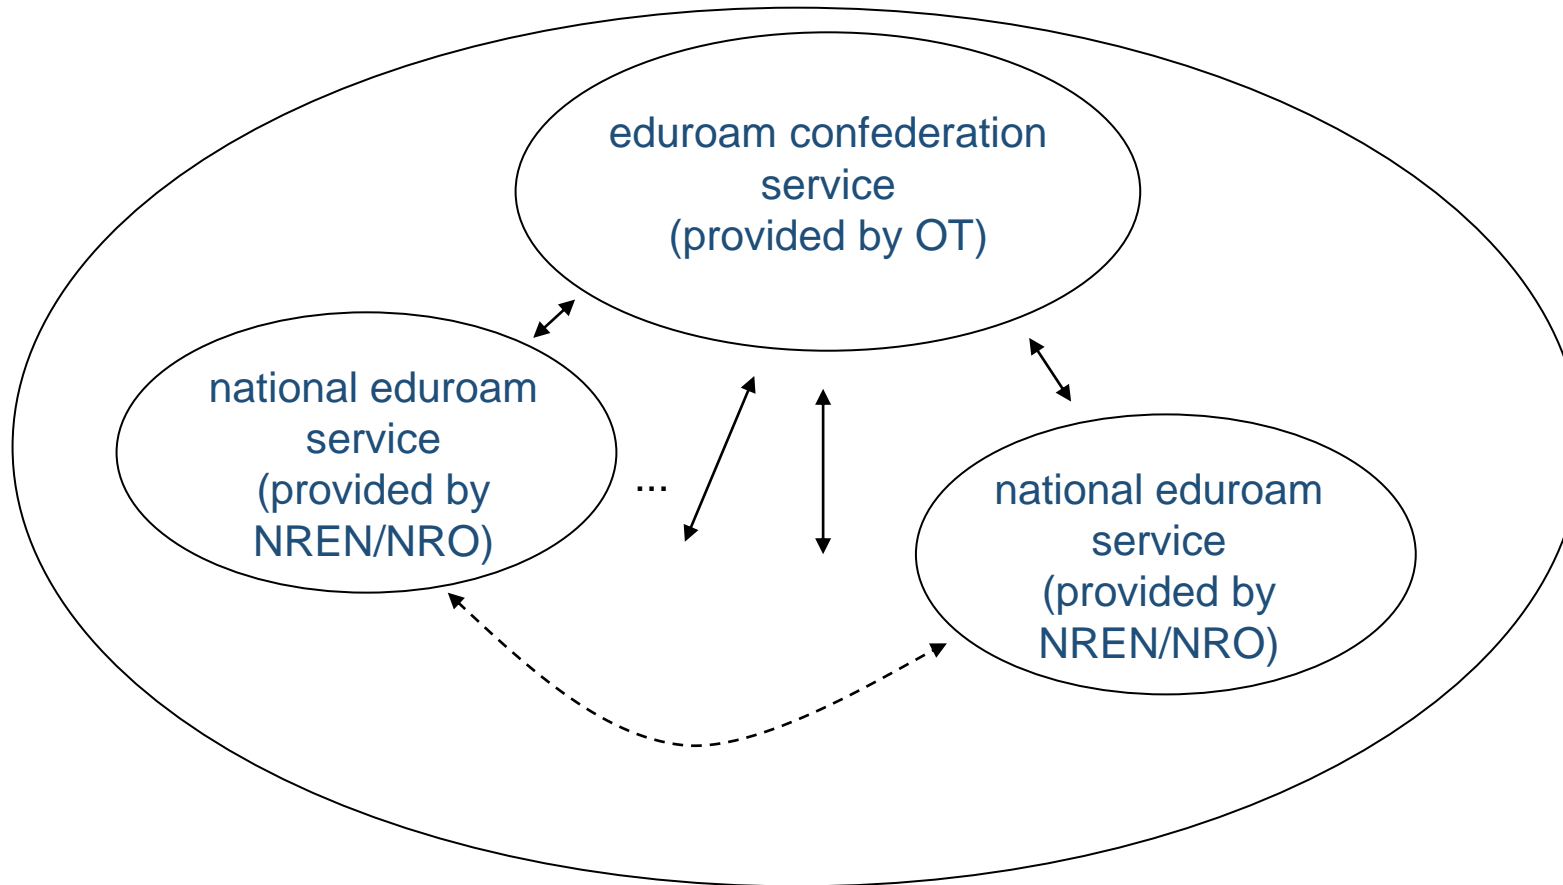 eduroam confederation
service
(provided by OT)
national eduroam
service
(provided by
NREN/NRO)
...
national eduroam
service
(provided by
NREN/NRO)